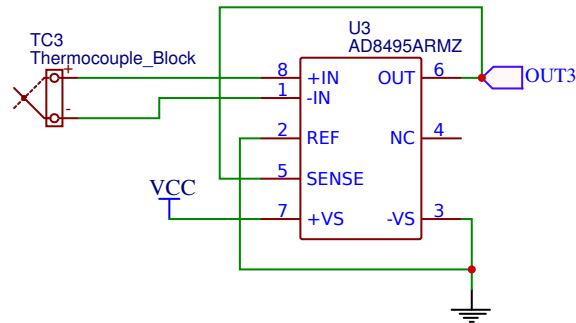 TC3
Thermocouple_Block
+
-
U3
AD8495ARMZ
8 +IN OUT 6
1 -IN
2 REF NC 4
5 SENSE
7 +VS -VS 3
OUT3
VCC